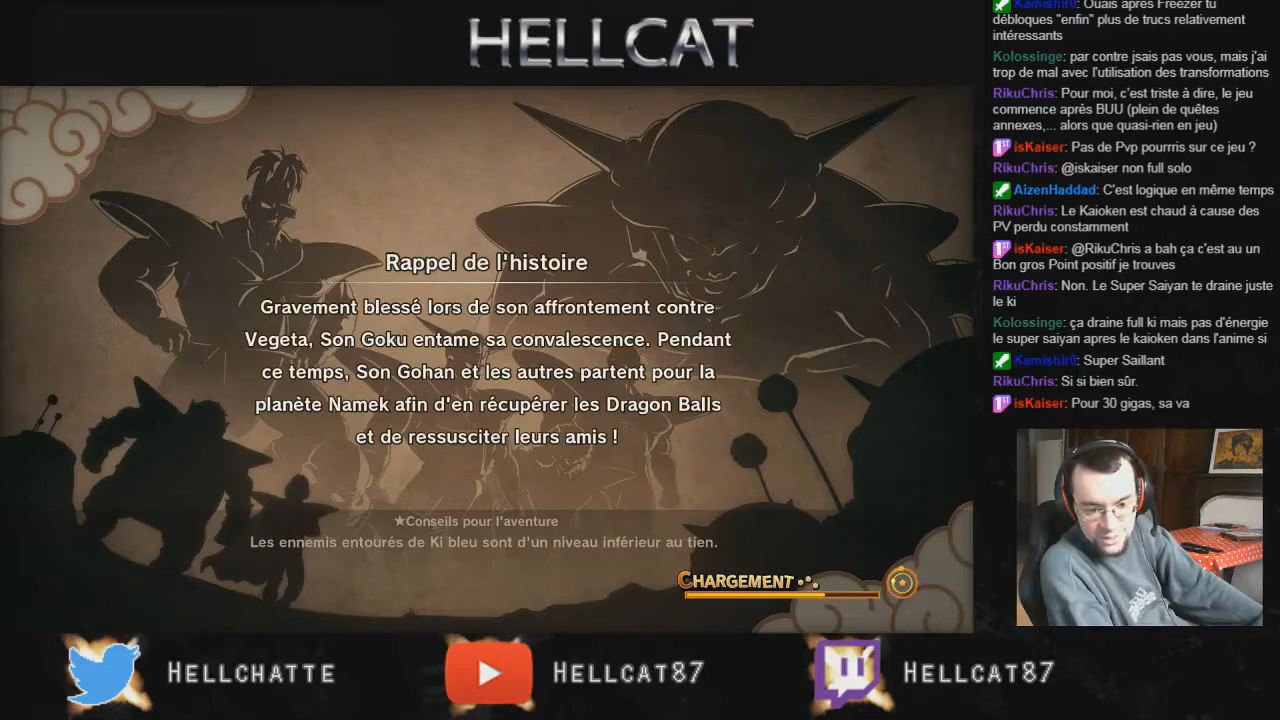 HELLCAT
Rappel de l'histoire
Gravement blessé lors de son affrontement contre
Vegeta, Son Goku entame sa convalescence. Pendant
ce temps, Son Gohan et les autres partent pour la
planète Namek afin d'en récupérer les Dragon Balls
et de ressusciter leurs amis !
★Conseils pour l'aventure
Les ennemis entourés de Ki bleu sont d'un niveau inférieur au tien.
CHARGEMENT
Kamishir0: Ouais après Freezer tu
débloques "enfin" plus de trucs relativement
intéressants
Kolossinge: par contre jsais pas vous, mais j'ai
trop de mal avec l'utilisation des transformations
RikuChris: Pour moi, c'est triste à dire, le jeu
commence après BUU (plein de quêtes
annexes,... alors que quasi-rien en jeu)
1ST isKaiser: Pas de Pvp pourrris sur ce jeu ?
RikuChris: @iskaiser non full solo
AizenHaddad: C'est logique en même temps
RikuChris: Le Kaioken est chaud à cause des
PV perdu constamment
1ST isKaiser: @RikuChris a bah ça c'est au un
Bon gros Point positif je trouves
RikuChris: Non. Le Super Saiyan te draine juste
le ki
Kolossinge: ça draine full ki mais pas d'énergie
le super saiyan apres le kaioken dans l'anime si
Kamishir0: Super Saillant
RikuChris: Si si bien sûr.
1ST isKaiser: Pour 30 gigas, sa va
HELLCHATTE
HELLCAT87
HELLCAT87